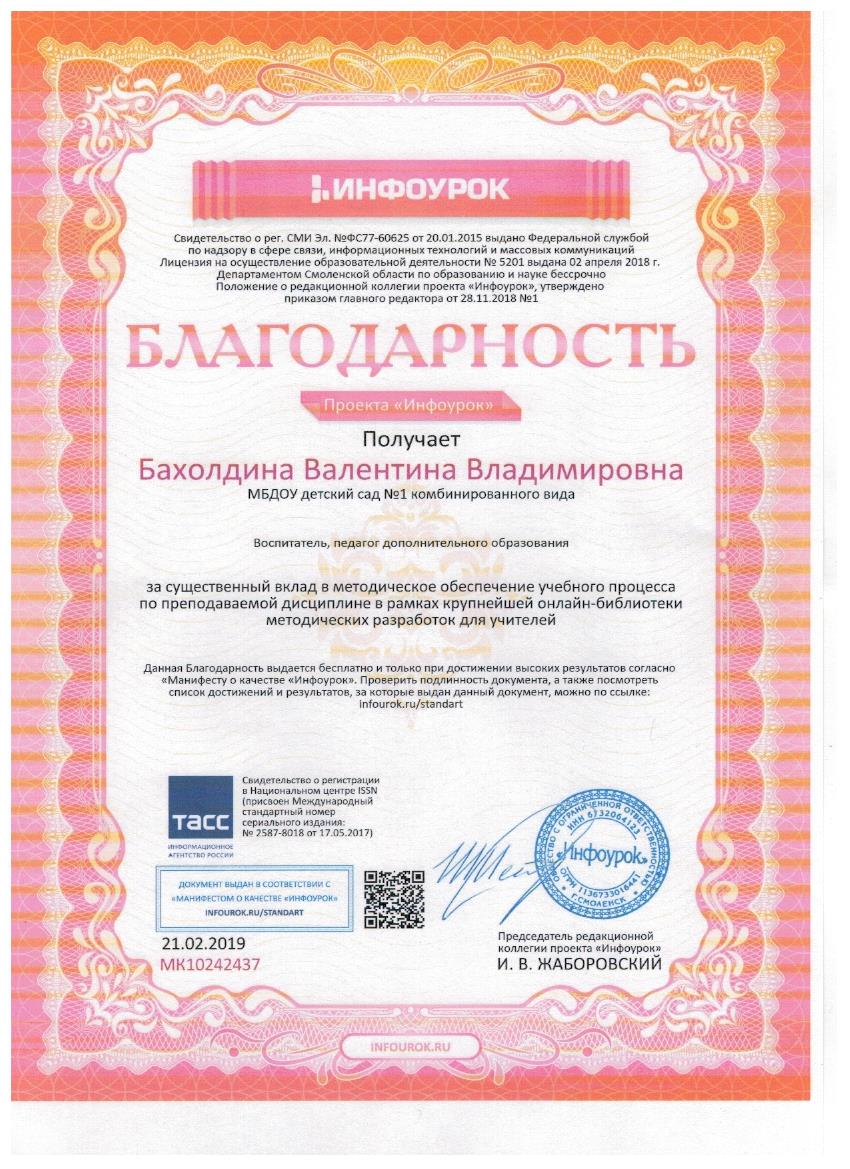 ИНФОУРОК
Свидетельство о рег. СМИ Эл. №ФС77-60625 от 20.01.2015 выдано Федеральной службой
по надзору в сфере связи, информационных технологий и массовых коммуникаций
Лицензия на осуществление образовательной деятельности № 5201 выдана 02 апреля 2018 г.
Департаментом Смоленской области по образованию и науке бессрочно
Положение о редакционной коллегии проекта «Инфоурок», утверждено
приказом главного редактора от 28.11.2018 №1
БЛАГОДАРНОСТЬ
Проекта «Инфоурок»
Получает
Бахолдина Валентина Владимировна
МБДОУ детский сад №1 комбинированного вида
Воспитатель, педагог дополнительного образования
за существенный вклад в методическое обеспечение учебного процесса
по преподаваемой дисциплине в рамках крупнейшей онлайн-библиотеки
методических разработок для учителей
Данная Благодарность выдается бесплатно и только при достижении высоких результатов согласно
«Манифесту о качестве «Инфоурок». Проверить подлинность документа, а также посмотреть
список достижений и результатов, за которые выдан данный документ, можно по ссылке:
infourok.ru/standart
ТАСС
ИНФОРМАЦИОННОЕ
АГЕНТСТВО РОССИИ
Свидетельство о регистрации
в Национальном центре ISSN
(присвоен Международный
стандартный номер
сериального издания:
№ 2587-8018 от 17.05.2017)
ДОКУМЕНТ ВЫДАН В СООТВЕТСТВИИ С
«МАНИФЕСТОМ О КАЧЕСТВЕ «ИНФОУРОК»
INFOUROK.RU/STANDART
21.02.2019
МК10242437
ОБЩЕСТВО С ОГРАНИЧЕННОЙ ОТВЕТСТВЕННОСТЬЮ
ИНН 6732064123
«Инфоурок»
ОГРН 1136733016441
г.СМОЛЕНСК
Председатель редакционной
коллегии проекта «Инфоурок»
И. В. ЖАБОРОВСКИЙ
INFOUROK.RU